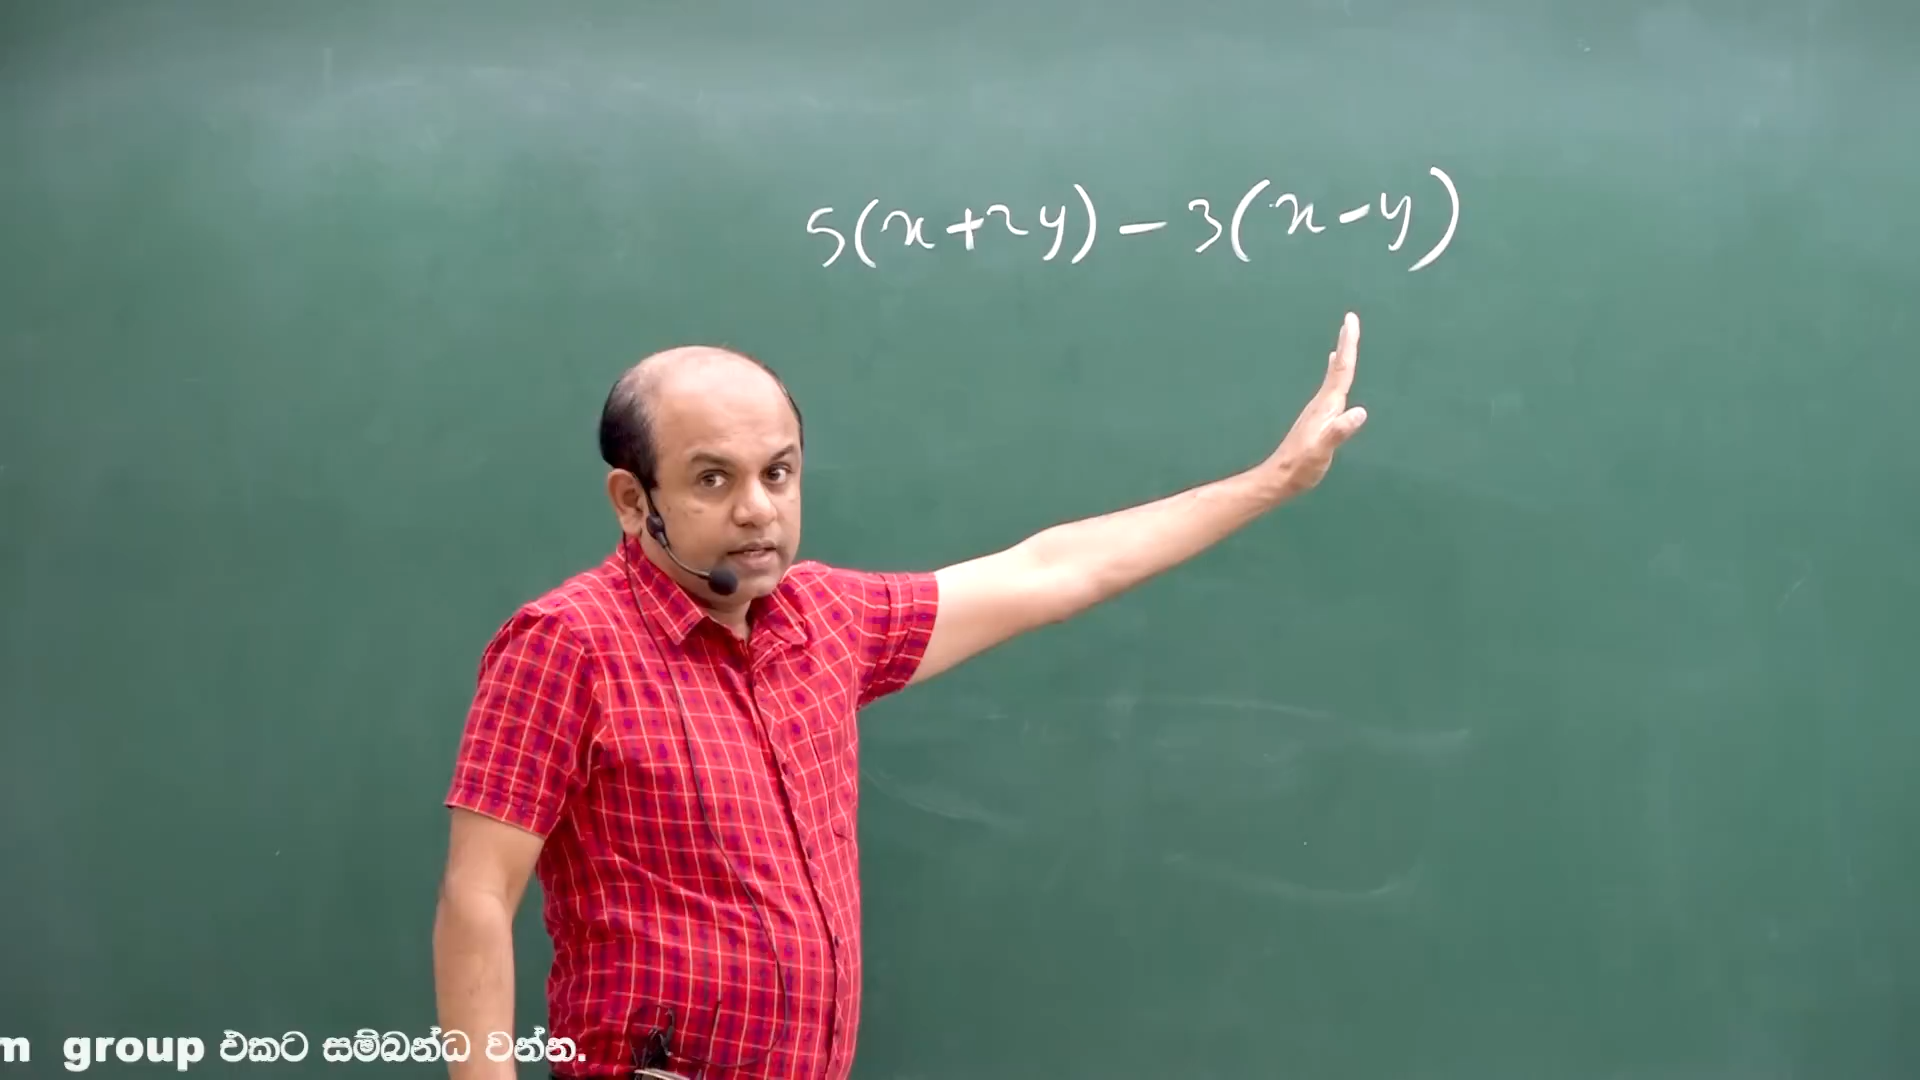 5(x+2y) - 3(x-y)
m group එකට සම්බන්ධ වන්න.